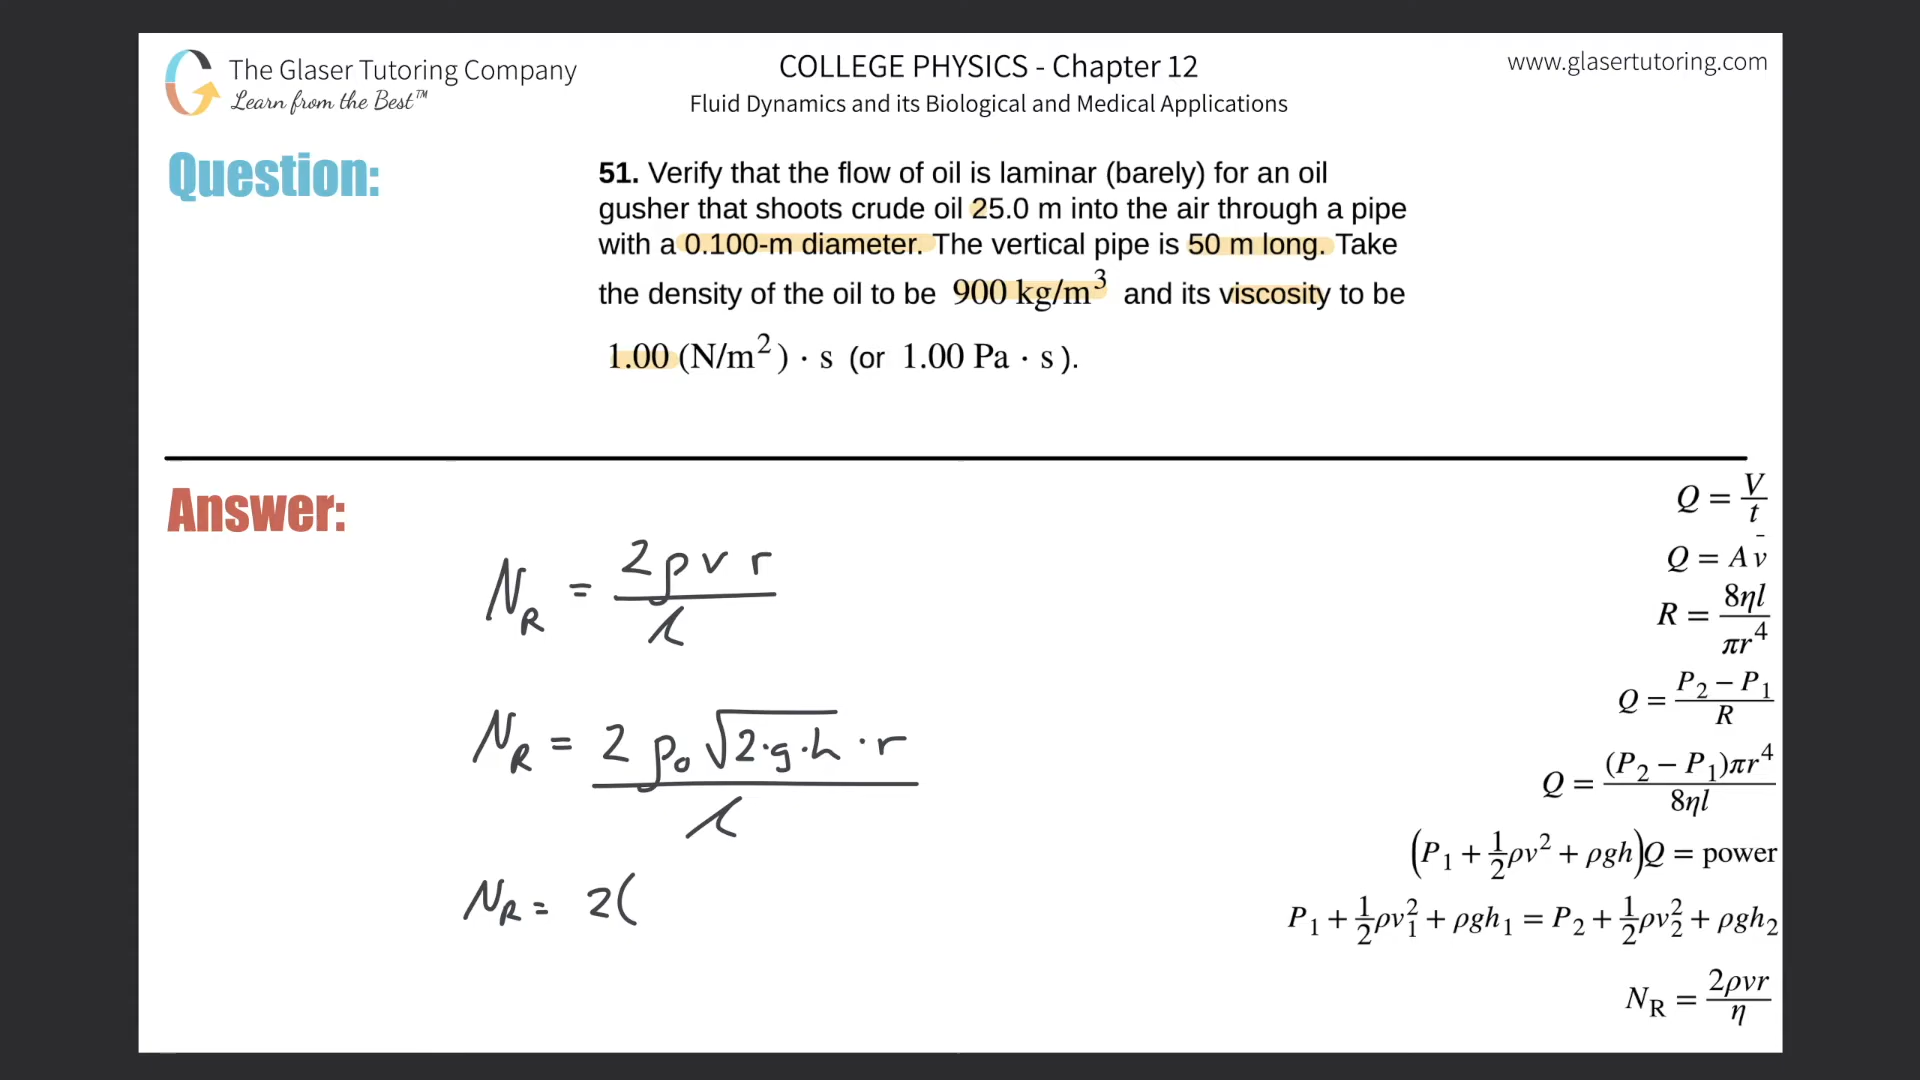 The Glaser Tutoring Company
Learn from the Best™
COLLEGE PHYSICS - Chapter 12
Fluid Dynamics and its Biological and Medical Applications
www.glasertutoring.com
Question:
51. Verify that the flow of oil is laminar (barely) for an oil
gusher that shoots crude oil 25.0 m into the air through a pipe
with a 0.100-m diameter. The vertical pipe is 50 m long. Take
the density of the oil to be 900 kg/m³ and its viscosity to be
1.00 (N/m²) · s (or 1.00 Pa · s ).
Answer:
N_R = 2ρvr / η
N_R = 2ρ₀√(2·g·h)·r / η
N_R = 2(
Q = V/t
Q = A v̄
R = 8ηl / πr⁴
Q = (P₂ − P₁) / R
Q = (P₂ − P₁)πr⁴ / 8ηl
(P₁ + ½ρv² + ρgh)Q = power
P₁ + ½ρv₁² + ρgh₁ = P₂ + ½ρv₂² + ρgh₂
N_R = 2ρvr / η